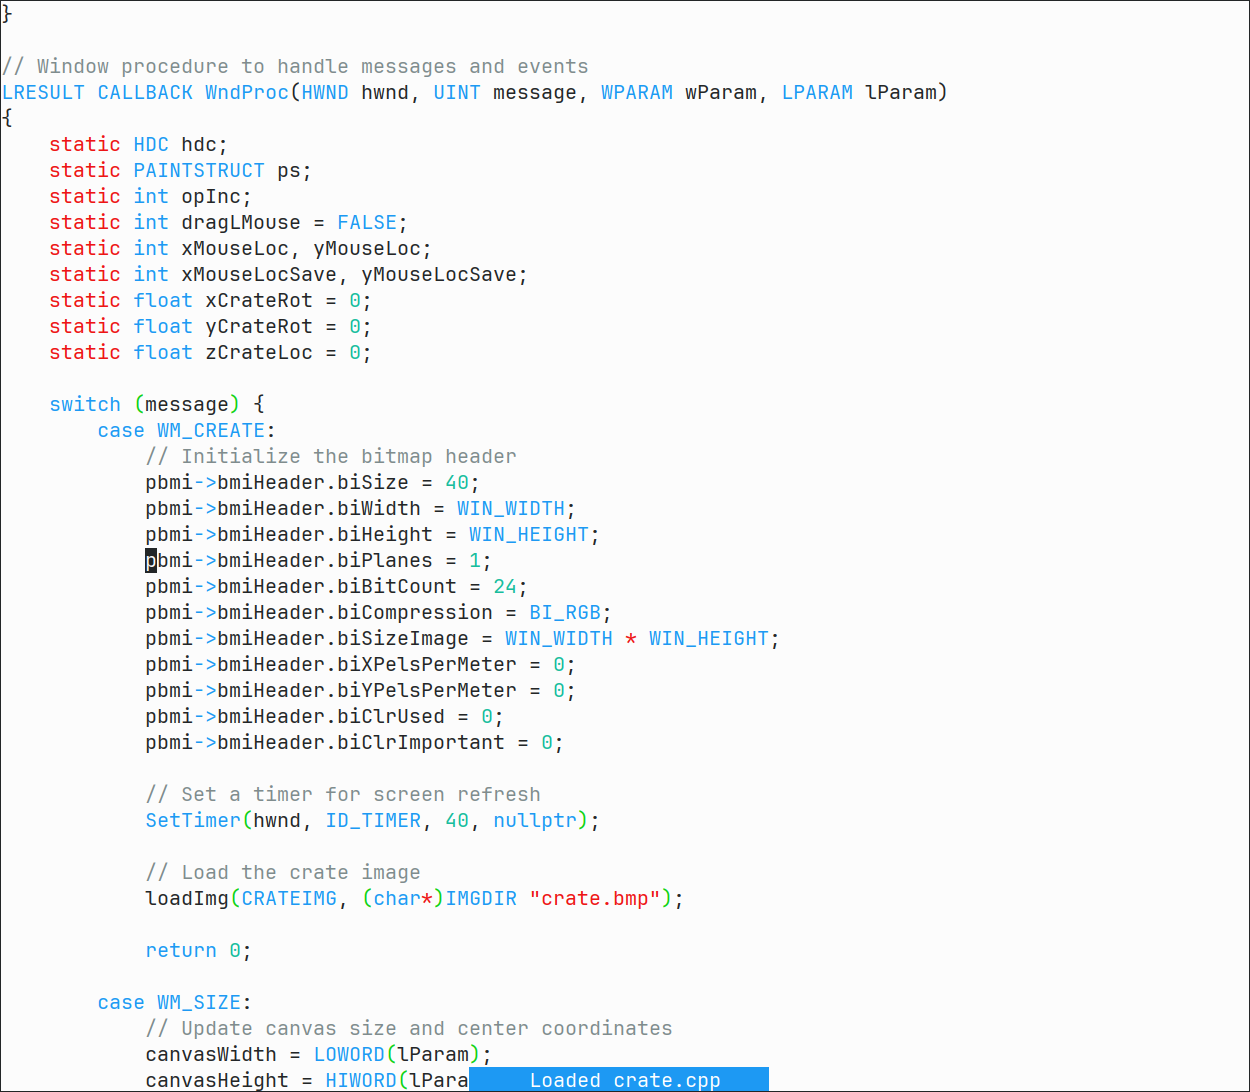 }
// Window procedure to handle messages and events
LRESULT CALLBACK WndProc(HWND hwnd, UINT message, WPARAM wParam, LPARAM lParam)
{
    static HDC hdc;
    static PAINTSTRUCT ps;
    static int opInc;
    static int dragLMouse = FALSE;
    static int xMouseLoc, yMouseLoc;
    static int xMouseLocSave, yMouseLocSave;
    static float xCrateRot = 0;
    static float yCrateRot = 0;
    static float zCrateLoc = 0;
    switch (message) {
        case WM_CREATE:
            // Initialize the bitmap header
            pbmi->bmiHeader.biSize = 40;
            pbmi->bmiHeader.biWidth = WIN_WIDTH;
            pbmi->bmiHeader.biHeight = WIN_HEIGHT;
            pbmi->bmiHeader.biPlanes = 1;
            pbmi->bmiHeader.biBitCount = 24;
            pbmi->bmiHeader.biCompression = BI_RGB;
            pbmi->bmiHeader.biSizeImage = WIN_WIDTH * WIN_HEIGHT;
            pbmi->bmiHeader.biXPelsPerMeter = 0;
            pbmi->bmiHeader.biYPelsPerMeter = 0;
            pbmi->bmiHeader.biClrUsed = 0;
            pbmi->bmiHeader.biClrImportant = 0;
            // Set a timer for screen refresh
            SetTimer(hwnd, ID_TIMER, 40, nullptr);
            // Load the crate image
            loadImg(CRATEIMG, (char*)IMGDIR "crate.bmp");
            return 0;
        case WM_SIZE:
            // Update canvas size and center coordinates
            canvasWidth = LOWORD(lParam);
            canvasHeight = HIWORD(lPara
Loaded crate.cpp